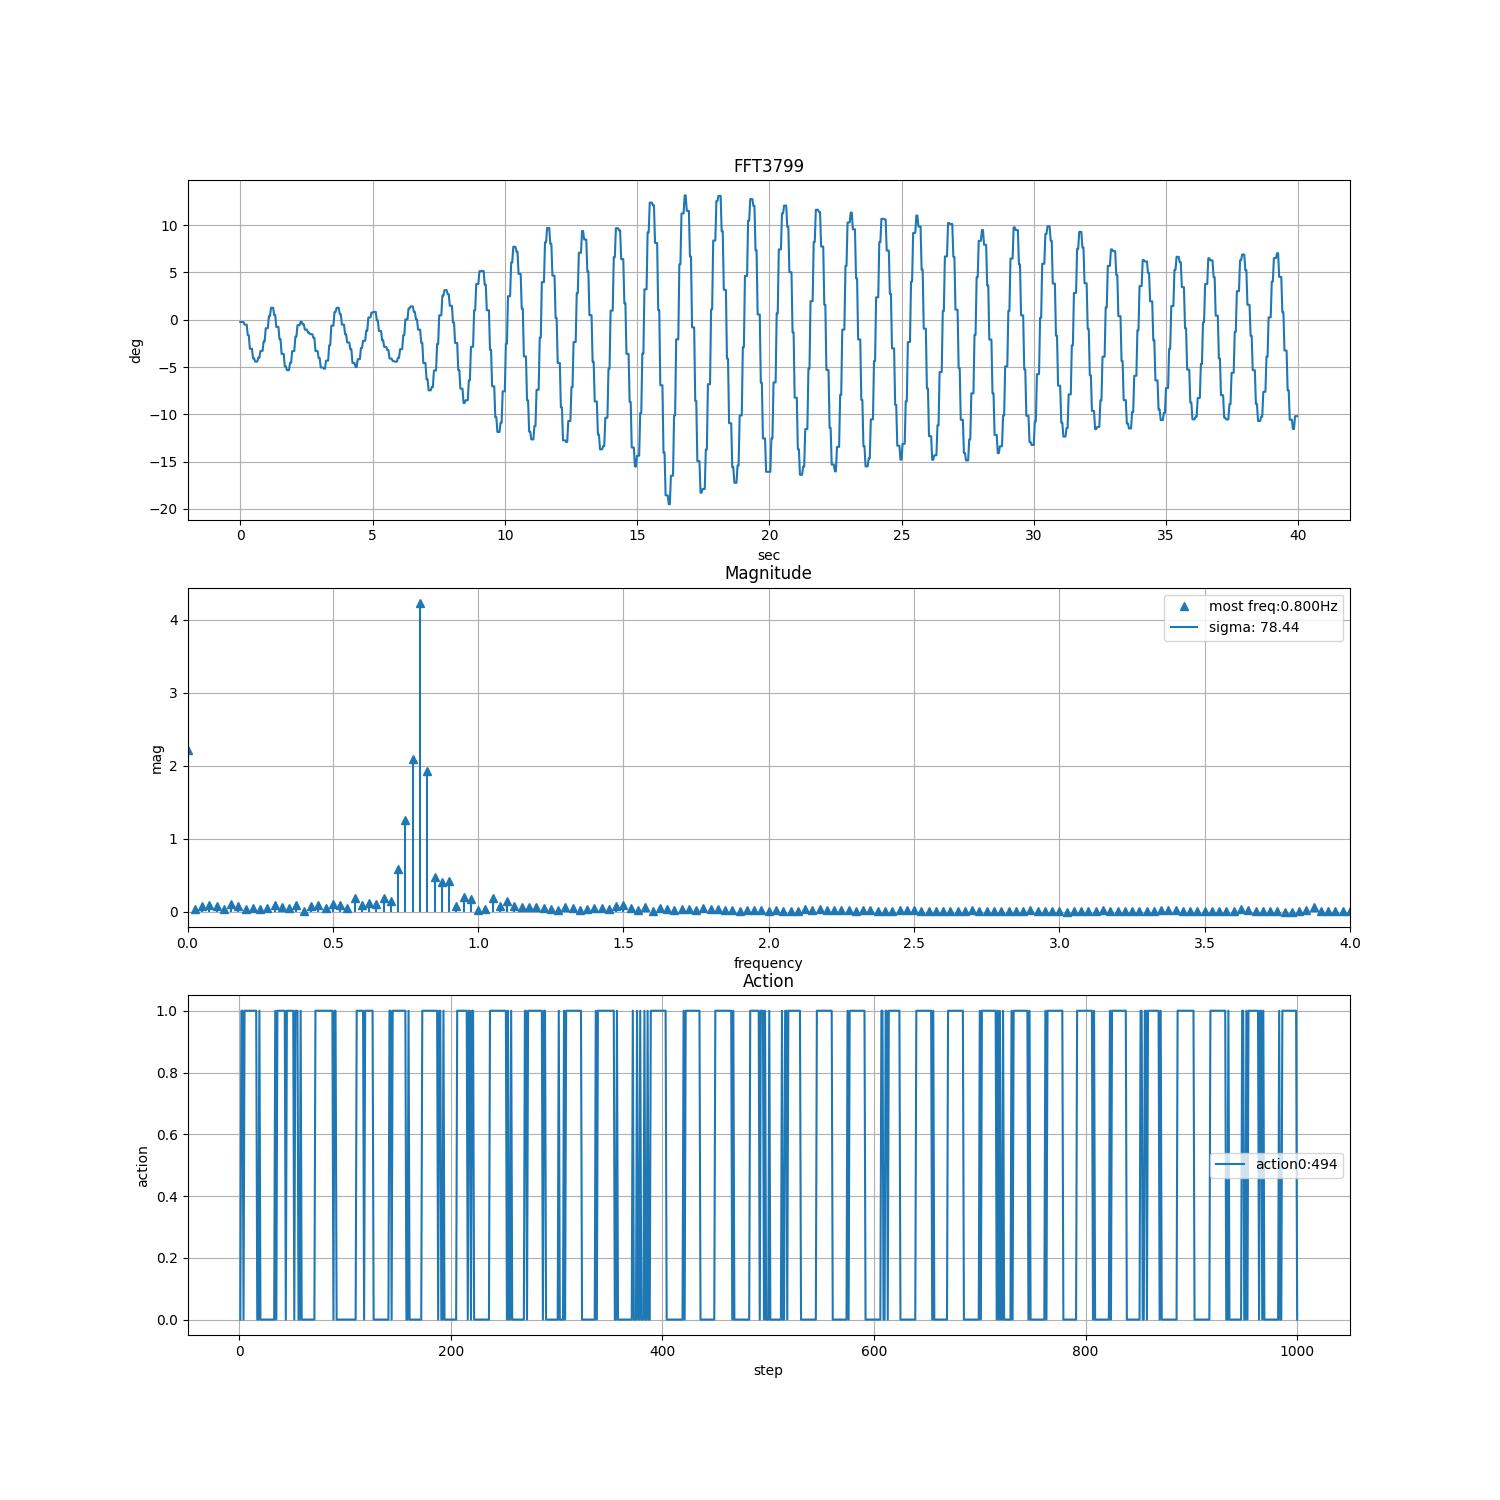 FFT3799
deg
10
5
0
−5
−10
−15
−20
0 5 10 15 20 25 30 35 40
sec
Magnitude
mag
4
3
2
1
0
most freq:0.800Hz
sigma: 78.44
0.0 0.5 1.0 1.5 2.0 2.5 3.0 3.5 4.0
frequency
Action
action
1.0
0.8
0.6
0.4
0.2
0.0
action0:494
0 200 400 600 800 1000
step